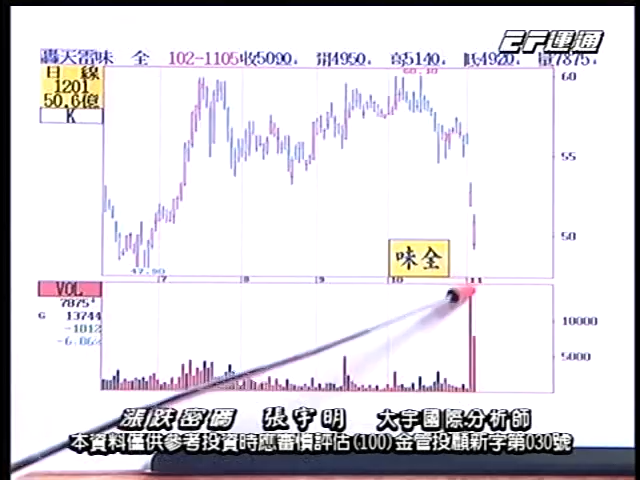 ET運通
轟天雷味 全 102-1105收5090. 開4950. 高5140. 低4920. 量7875.
日 線
1201
50.6億
K
60.10
60
55
50
47.90
味全
7 8 9 10 11
VOL
7875
G 13744
-1012
-6.86%
10000
5000
漲跌密碼 張宇明 大宇國際分析師
本資料僅供參考投資時應審慎評估(100)金管投顧新字第030號